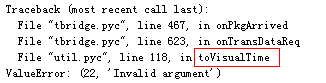 Traceback (most recent call last):
  File "tbridge.pyc", line 467, in onPkgArrived
  File "tbridge.pyc", line 623, in onTransDataReq
  File "util.pyc", line 118, in toVisualTime
ValueError: (22, 'Invalid argument')